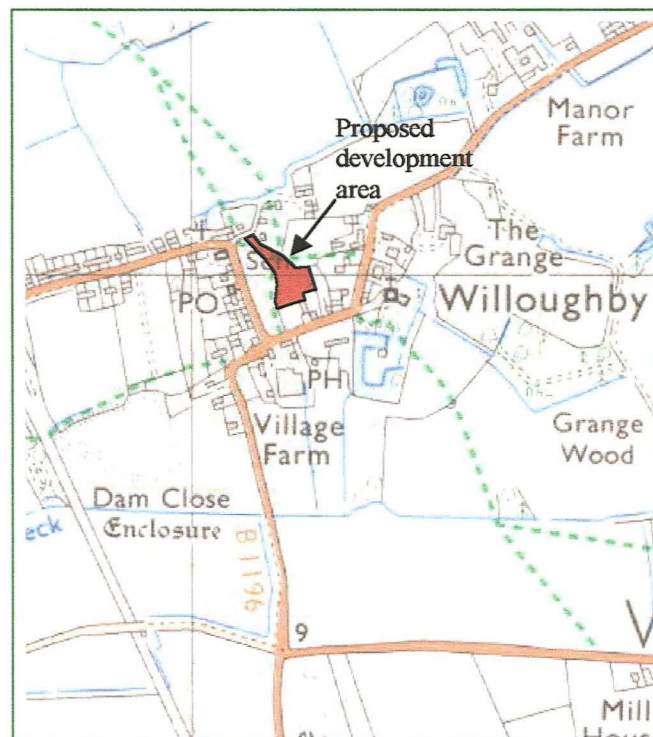 Manor
Farm
Proposed
development
area
The
Grange
Willoughby
PO
PH
Village
Farm
Grange
Wood
Dam Close
Enclosure
eck
B 1196
9
V
Mill